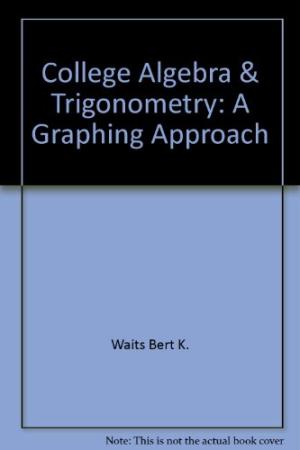 College Algebra &
Trigonometry: A
Graphing Approach
Waits Bert K.
Note: This is not the actual book cover